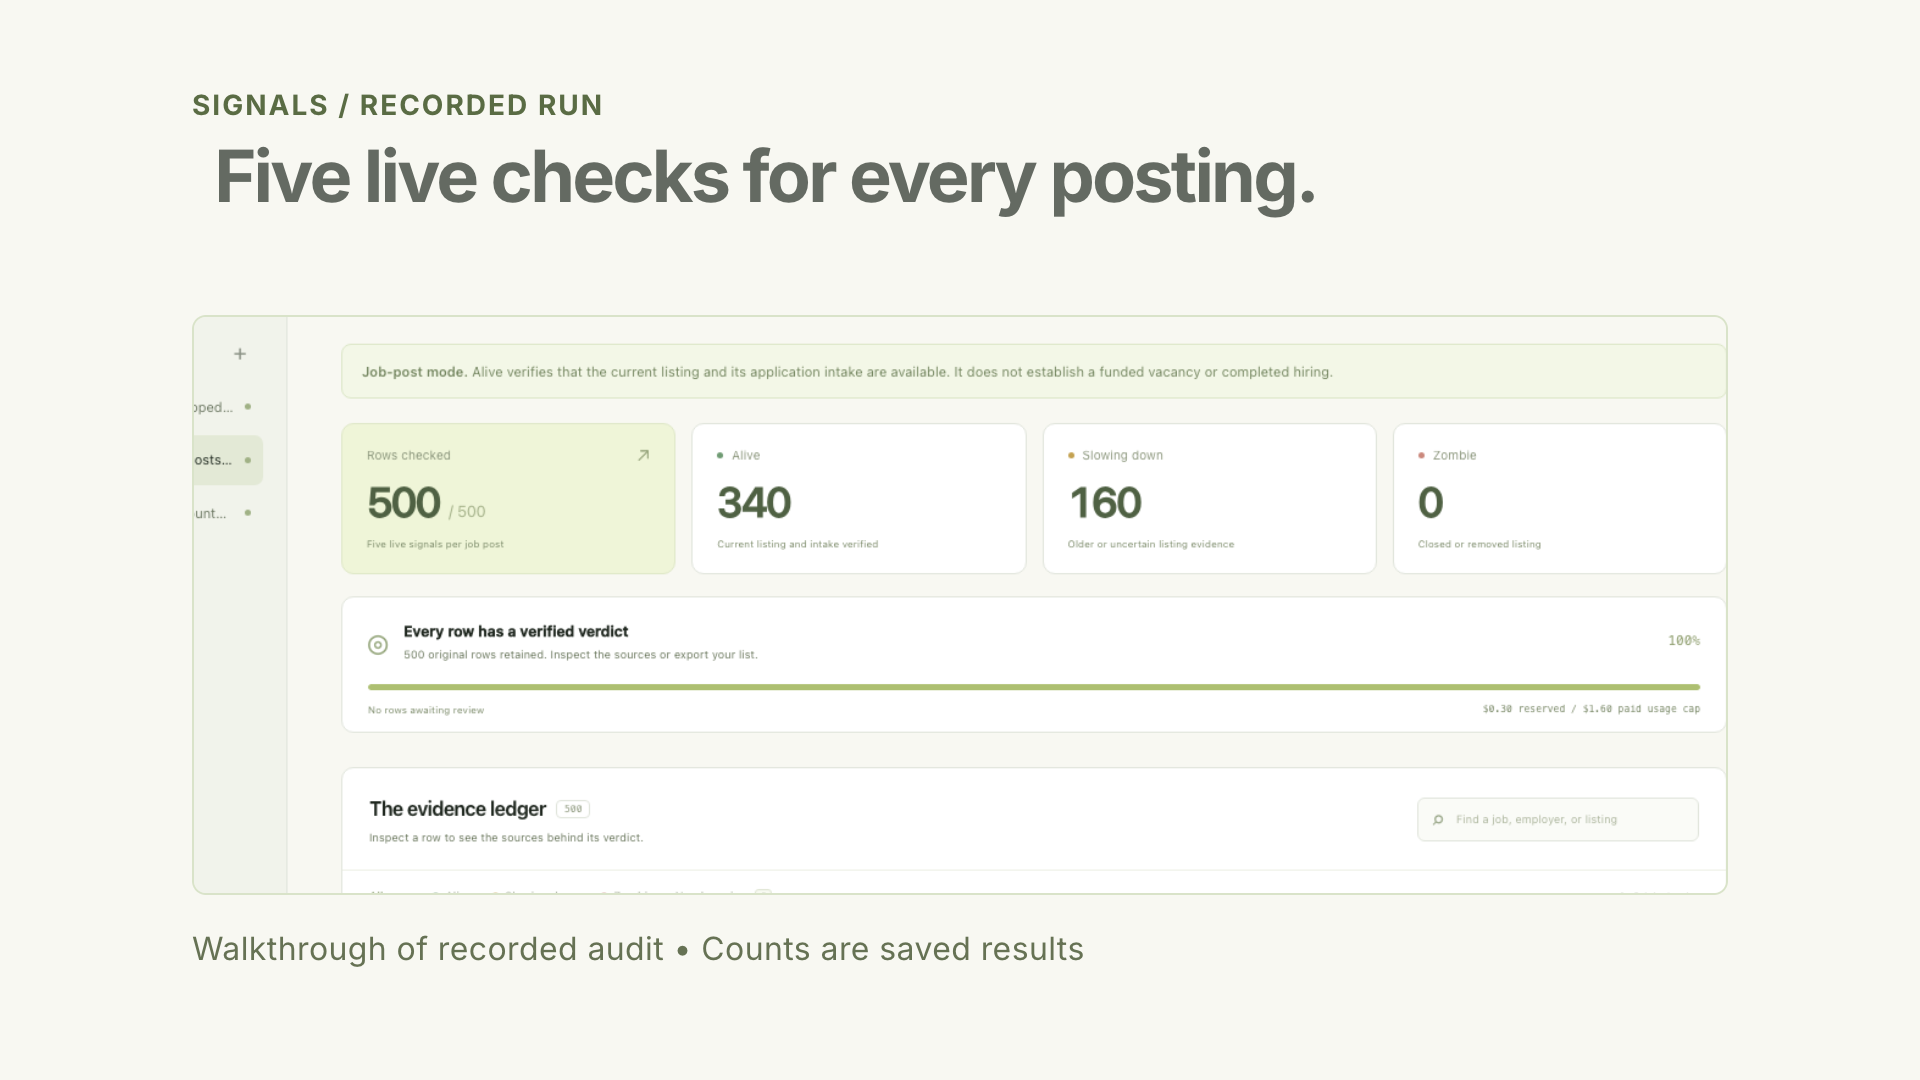 SIGNALS / RECORDED RUN
Five live checks for every posting.
+
pped...
osts...
unt...
Job-post mode. Alive verifies that the current listing and its application intake are available. It does not establish a funded vacancy or completed hiring.
Rows checked
500 / 500
Five live signals per job post
Alive
340
Current listing and intake verified
Slowing down
160
Older or uncertain listing evidence
Zombie
0
Closed or removed listing
Every row has a verified verdict
500 original rows retained. Inspect the sources or export your list.
100%
No rows awaiting review
$0.30 reserved / $1.60 paid usage cap
The evidence ledger 500
Inspect a row to see the sources behind its verdict.
Find a job, employer, or listing
Walkthrough of recorded audit • Counts are saved results